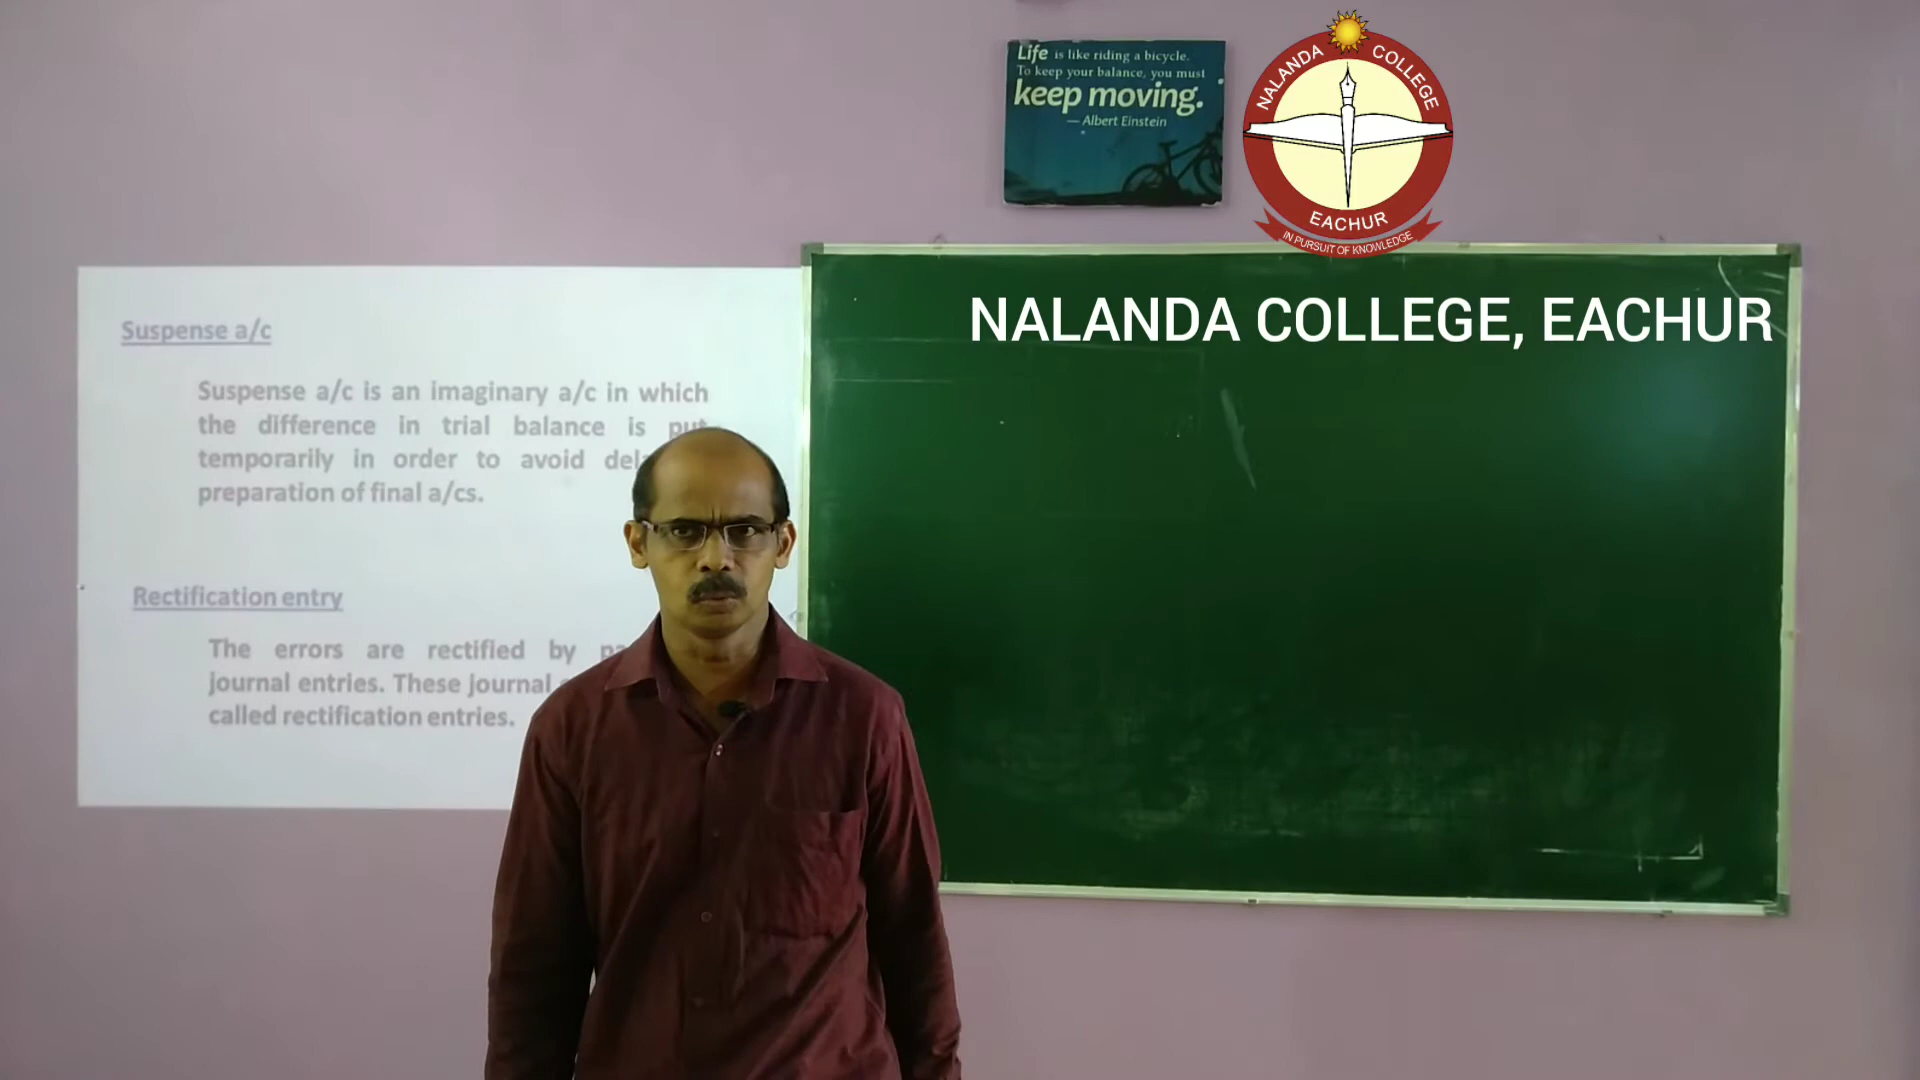 Life is like riding a bicycle.
To keep your balance, you must
keep moving.
— Albert Einstein
NALANDA COLLEGE
EACHUR
IN PURSUIT OF KNOWLEDGE
NALANDA COLLEGE, EACHUR
Suspense a/c
Suspense a/c is an imaginary a/c in which
the difference in trial balance is put
temporarily in order to avoid
preparation of final a/cs.
Rectification entry
The errors are rectified by
journal entries. These journal
called rectification entries.